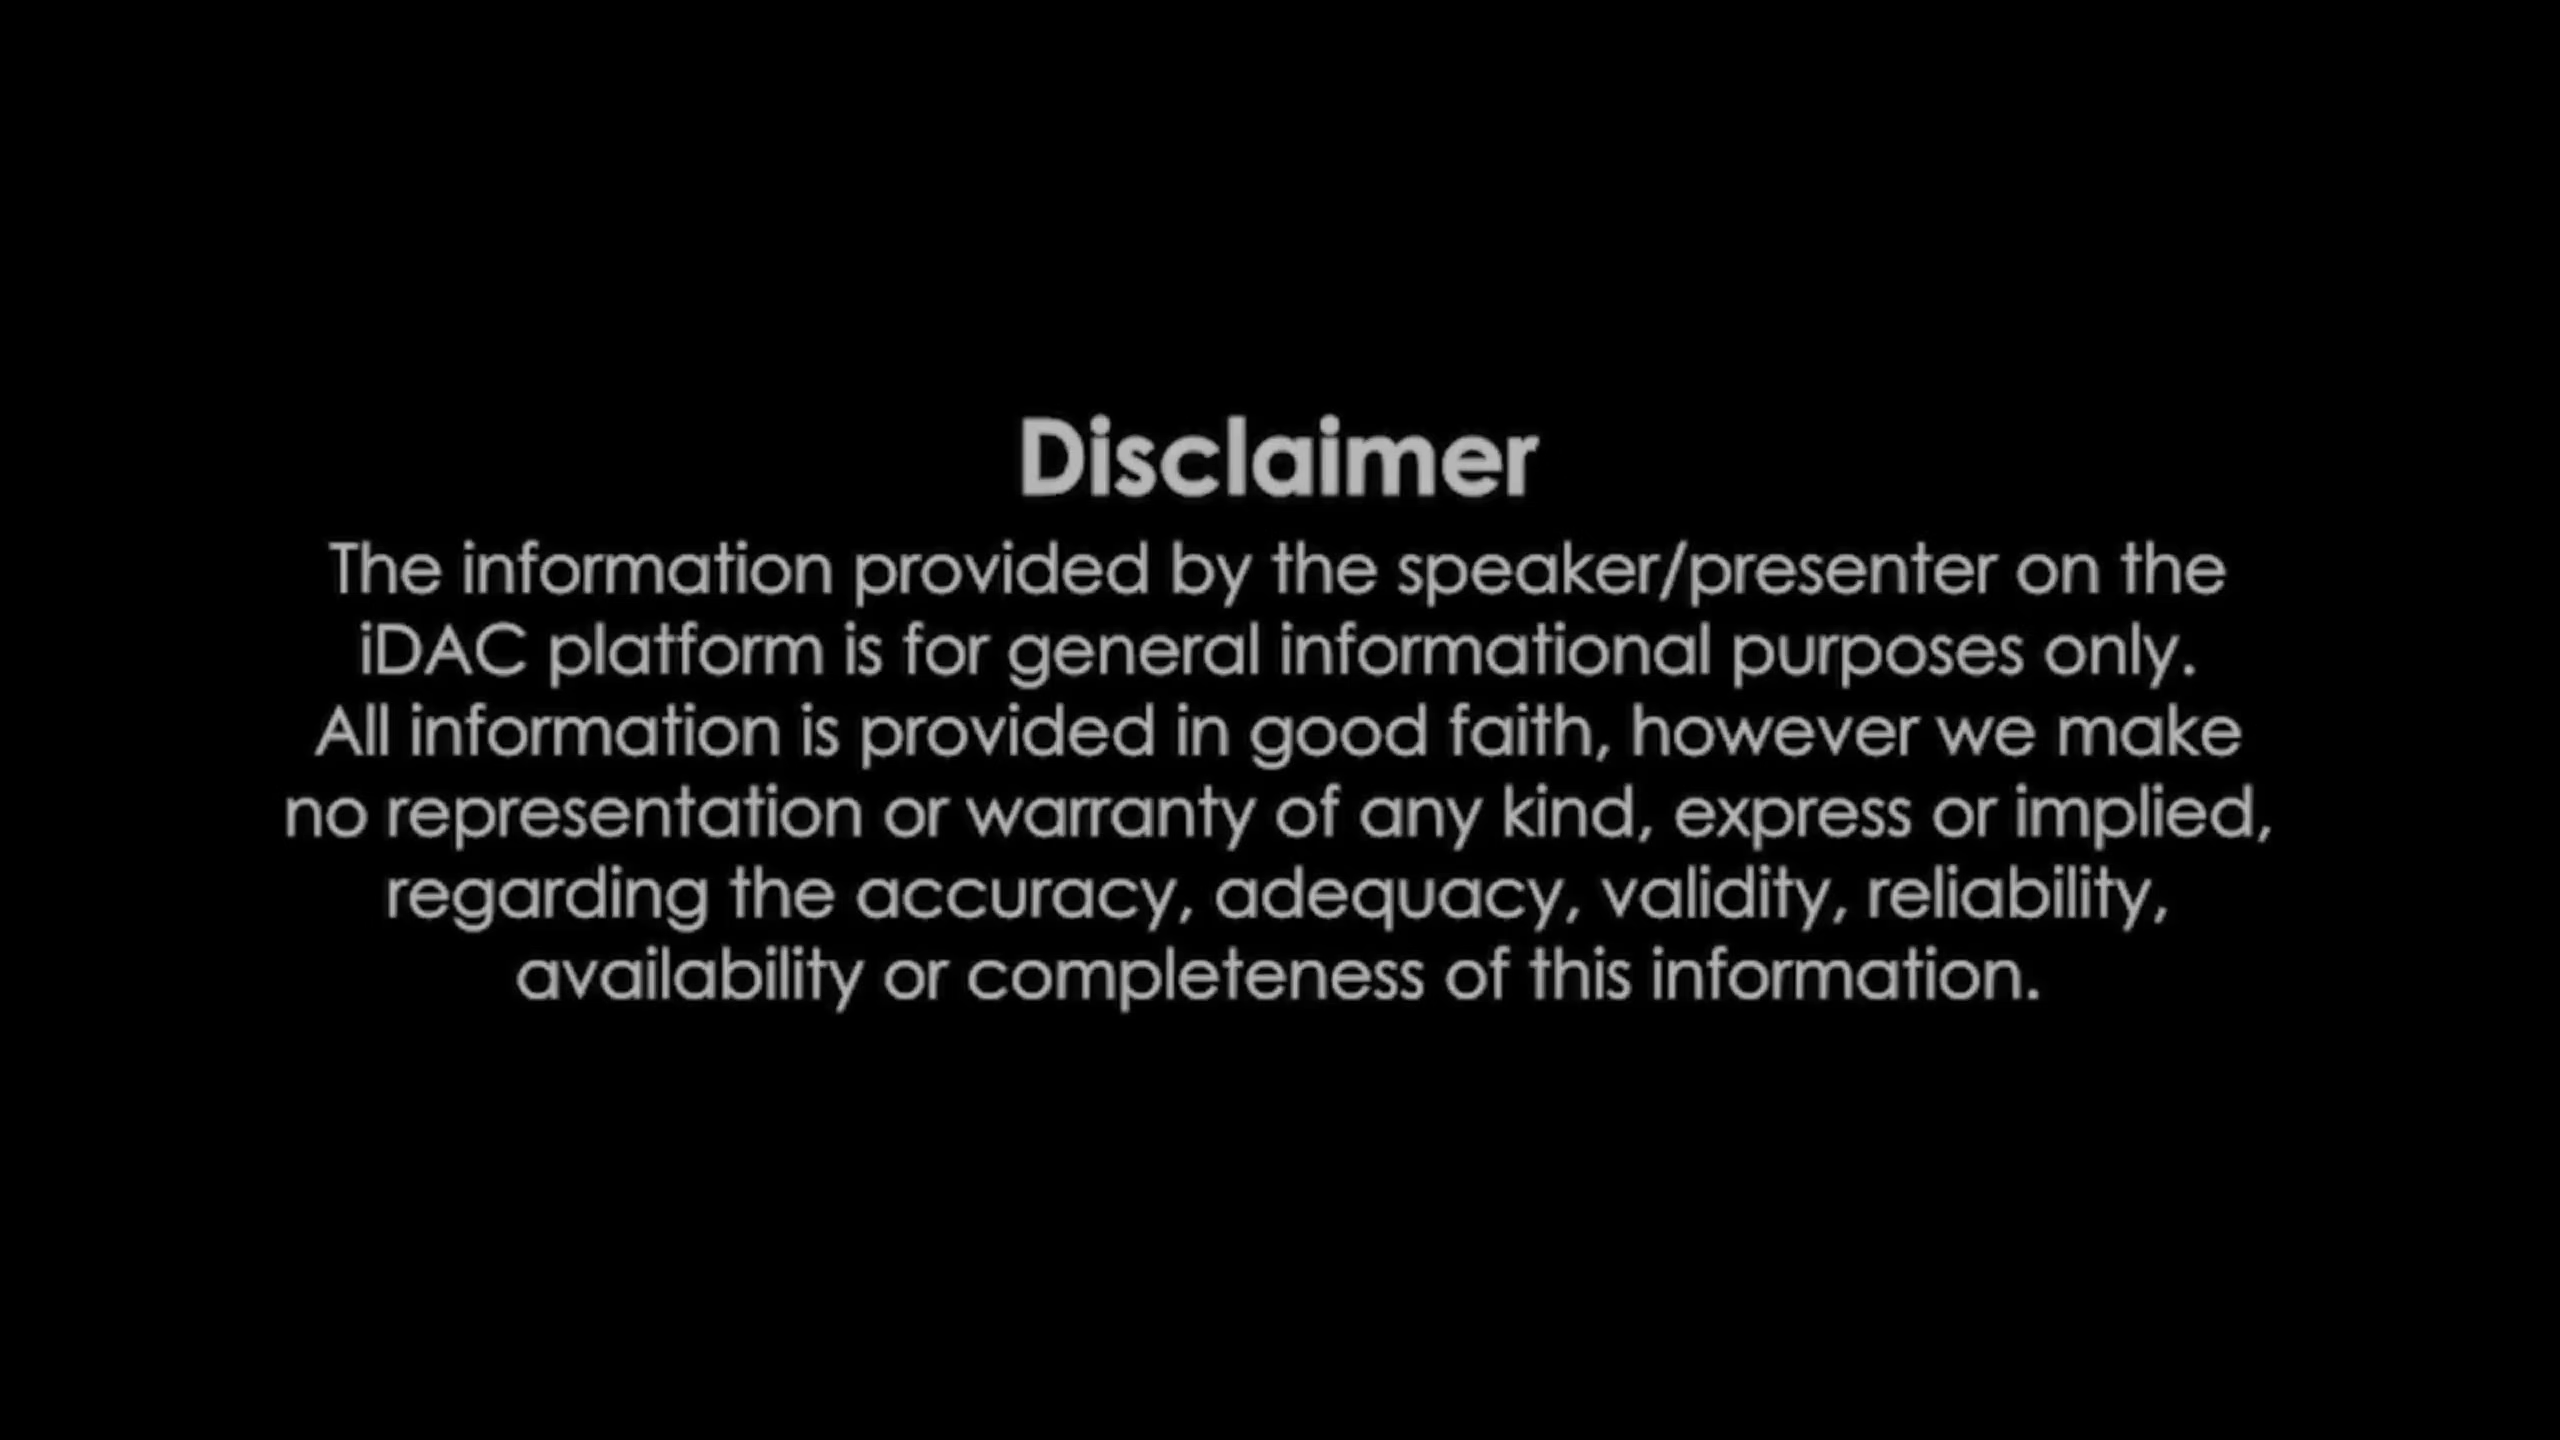 Disclaimer
The information provided by the speaker/presenter on the
iDAC platform is for general informational purposes only.
All information is provided in good faith, however we make
no representation or warranty of any kind, express or implied,
regarding the accuracy, adequacy, validity, reliability,
availability or completeness of this information.